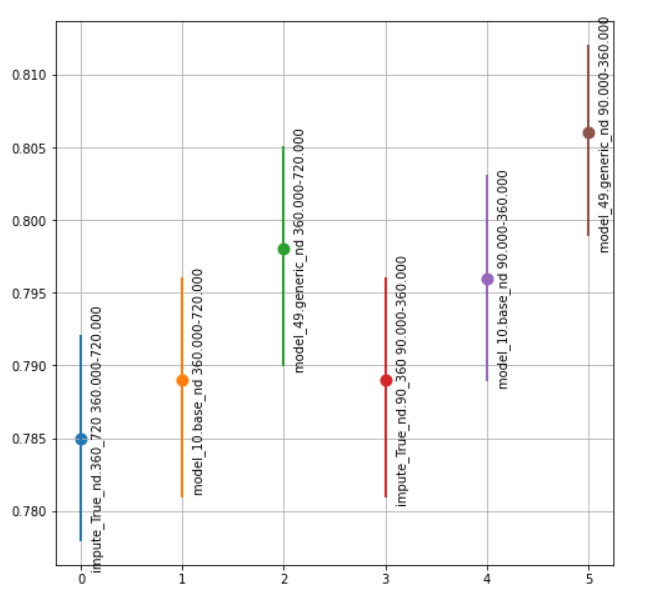 0.810
0.805
0.800
0.795
0.790
0.785
0.780
impute_True_nd.360_720 360.000-720.000
model_10.base_nd 360.000-720.000
model_49.generic_nd 360.000-720.000
impute_True_nd.90_360 90.000-360.000
model_10.base_nd 90.000-360.000
model_49.generic_nd 90.000-360.000
0 1 2 3 4 5